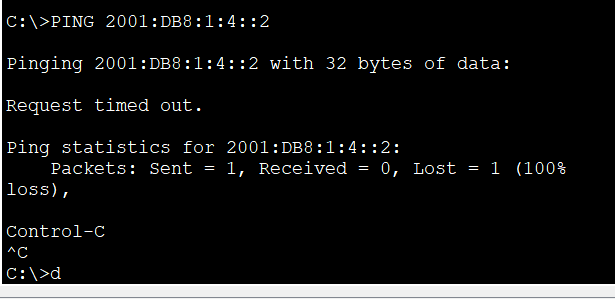 C:\>PING 2001:DB8:1:4::2
Pinging 2001:DB8:1:4::2 with 32 bytes of data:
Request timed out.
Ping statistics for 2001:DB8:1:4::2:
    Packets: Sent = 1, Received = 0, Lost = 1 (100%
loss),
Control-C
^C
C:\>d